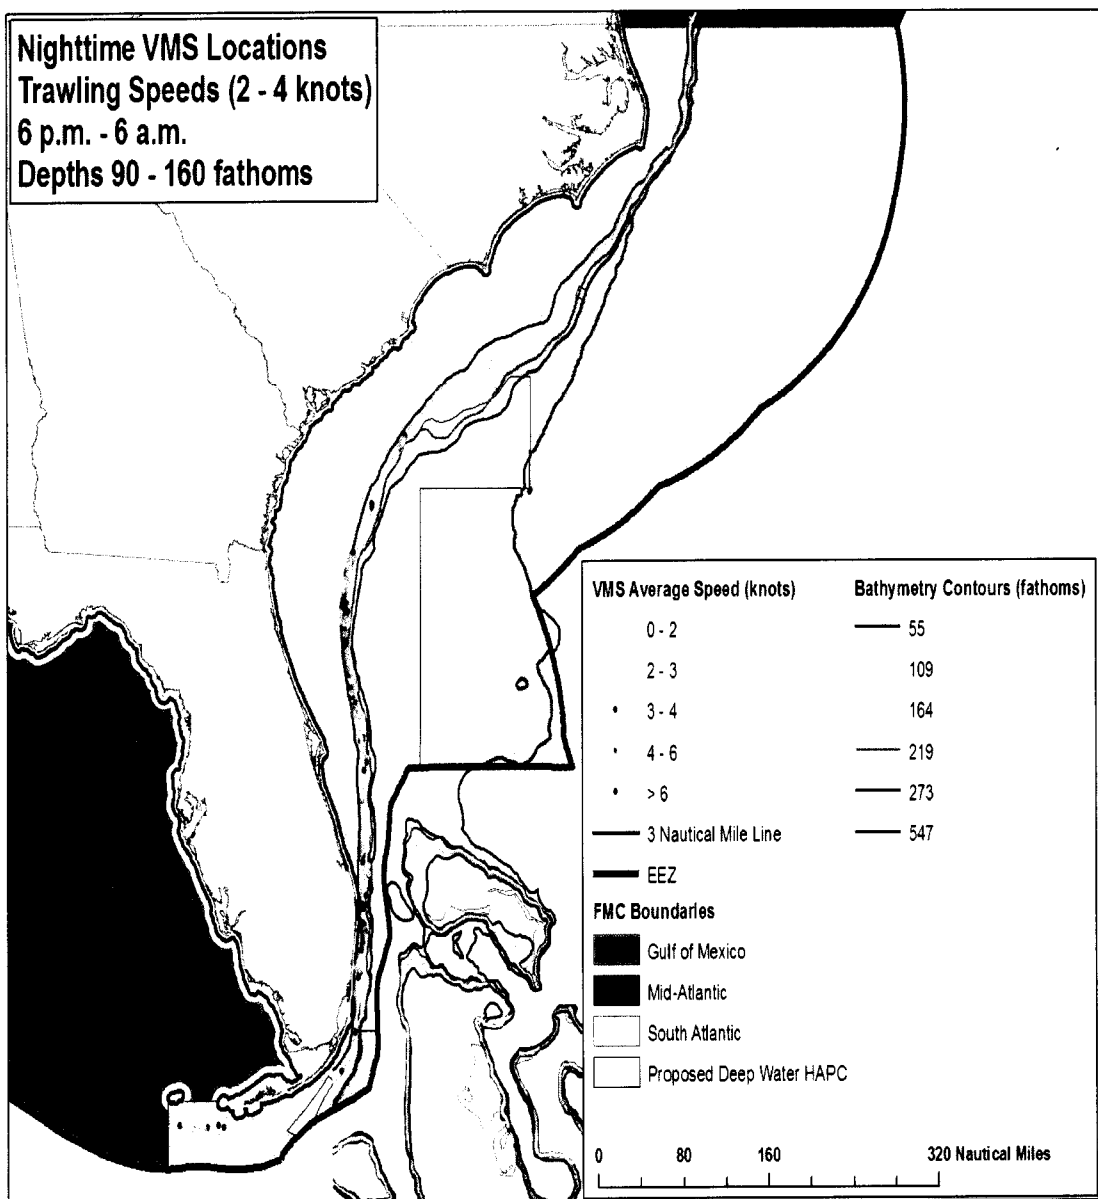 Nighttime VMS Locations
Trawling Speeds (2 - 4 knots)
6 p.m. - 6 a.m.
Depths 90 - 160 fathoms
VMS Average Speed (knots)
0 - 2
2 - 3
3 - 4
4 - 6
> 6
3 Nautical Mile Line
EEZ
FMC Boundaries
Gulf of Mexico
Mid-Atlantic
South Atlantic
Proposed Deep Water HAPC
Bathymetry Contours (fathoms)
55
109
164
219
273
547
0 80 160 320 Nautical Miles